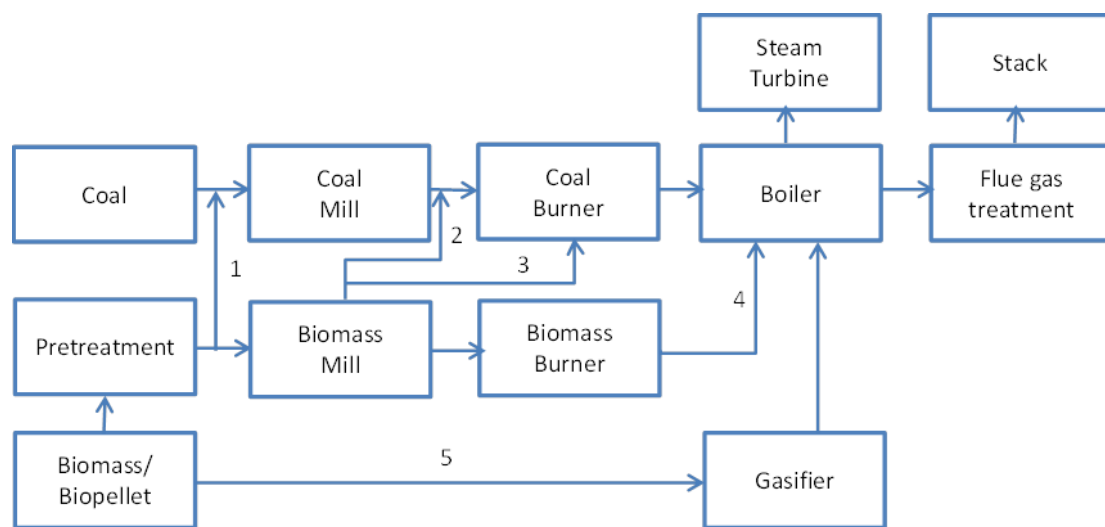 Steam
Turbine
Stack
Coal
Coal
Mill
Coal
Burner
Boiler
Flue gas
treatment
1
2
3
4
Pretreatment
Biomass
Mill
Biomass
Burner
Biomass/
Biopellet
5
Gasifier